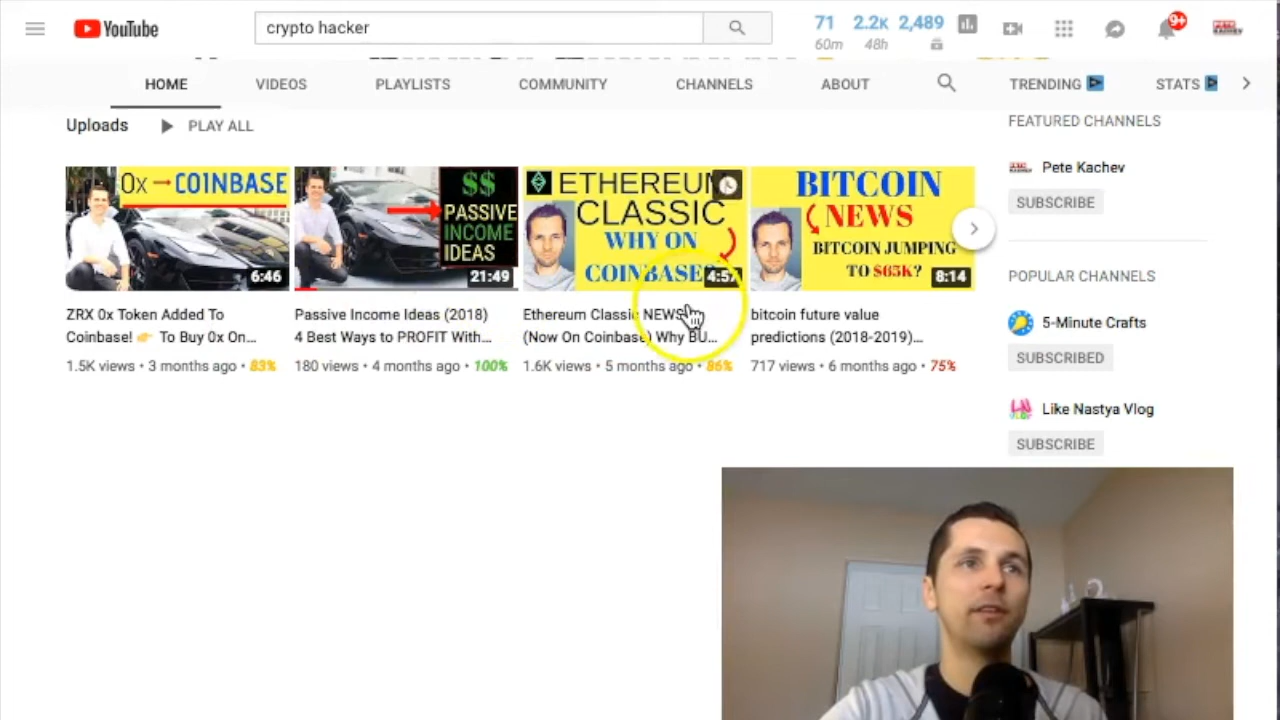 YouTube
crypto hacker
71 2.2K 2,489
60m 48h
9+
PETE KACHEV
HOME VIDEOS PLAYLISTS COMMUNITY CHANNELS ABOUT TRENDING STATS
Uploads PLAY ALL
0x → COINBASE
6:46
$$
PASSIVE
INCOME
IDEAS
21:49
ETHEREUM
CLASSIC
WHY ON
COINBASE
4:57
BITCOIN
NEWS
BITCOIN JUMPING
TO $65K?
8:14
ZRX 0x Token Added To
Coinbase! 👉 To Buy 0x On...
1.5K views • 3 months ago • 83%
Passive Income Ideas (2018)
4 Best Ways to PROFIT With...
180 views • 4 months ago • 100%
Ethereum Classic NEWS
(Now On Coinbase) Why BU...
1.6K views • 5 months ago • 86%
bitcoin future value
predictions (2018-2019)...
717 views • 6 months ago • 75%
FEATURED CHANNELS
Pete Kachev
SUBSCRIBE
POPULAR CHANNELS
5-Minute Crafts
SUBSCRIBED
Like Nastya Vlog
SUBSCRIBE